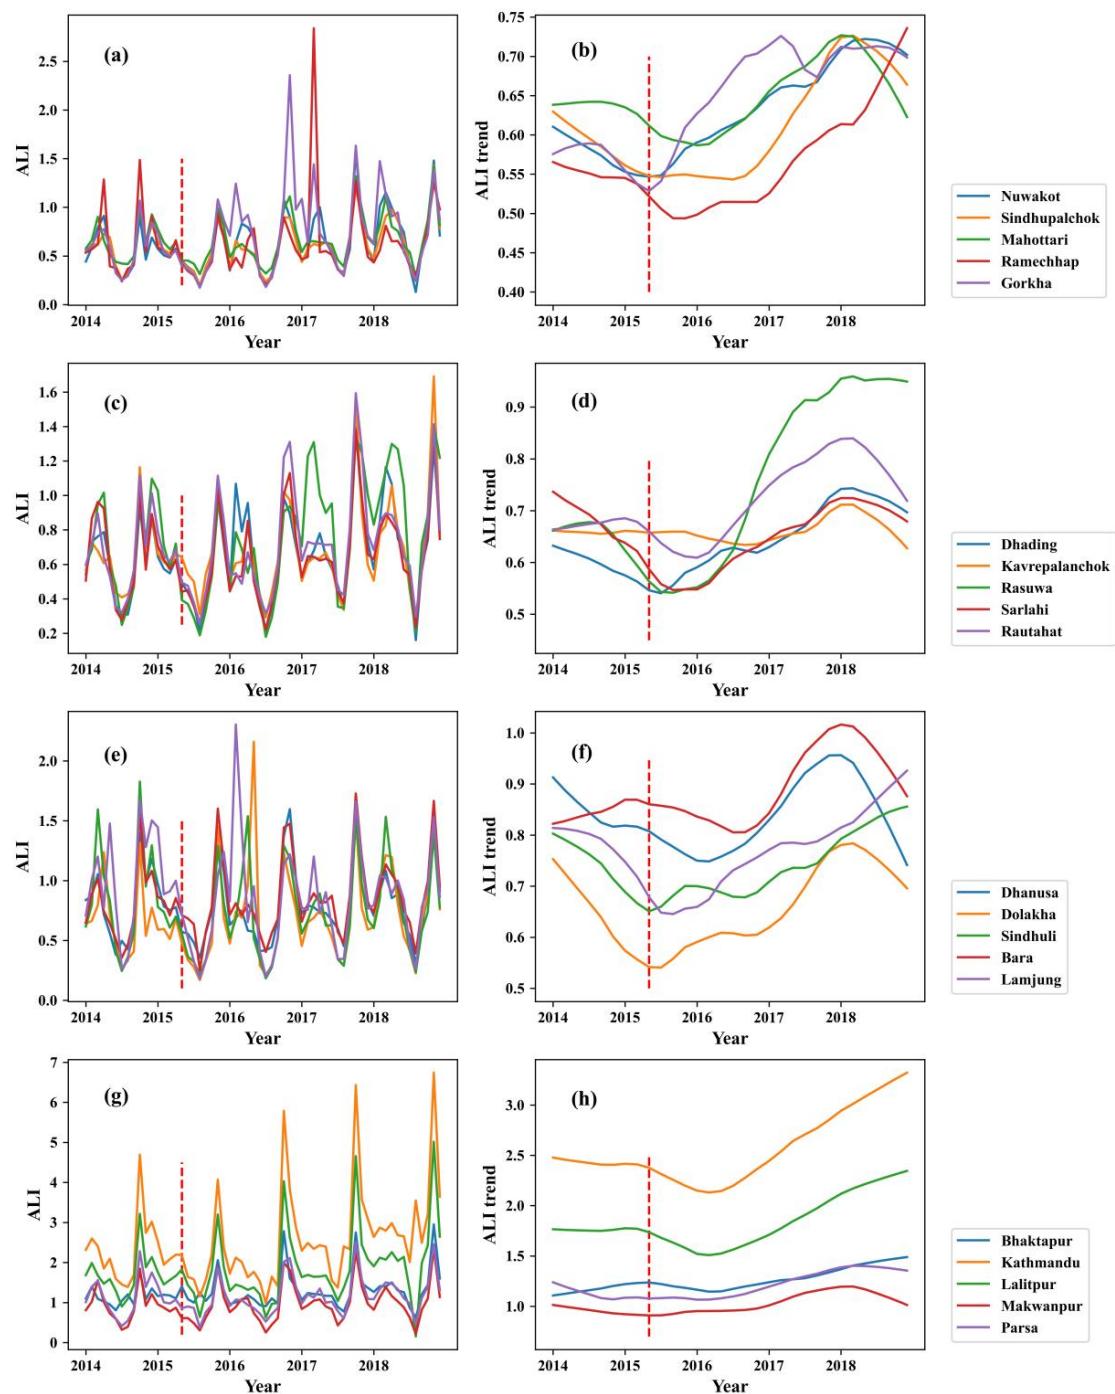 (a)
ALI
2.5
2.0
1.5
1.0
0.5
0.0
2014 2015 2016 2017 2018
Year
(b)
ALI trend
0.75
0.70
0.65
0.60
0.55
0.50
0.45
0.40
2014 2015 2016 2017 2018
Year
Nuwakot
Sindhupalchok
Mahottari
Ramechhap
Gorkha
(c)
ALI
1.6
1.4
1.2
1.0
0.8
0.6
0.4
0.2
2014 2015 2016 2017 2018
Year
(d)
ALI trend
0.9
0.8
0.7
0.6
0.5
2014 2015 2016 2017 2018
Year
Dhading
Kavrepalanchok
Rasuwa
Sarlahi
Rautahat
(e)
ALI
2.0
1.5
1.0
0.5
0.0
2014 2015 2016 2017 2018
Year
(f)
ALI trend
1.0
0.9
0.8
0.7
0.6
0.5
2014 2015 2016 2017 2018
Year
Dhanusa
Dolakha
Sindhuli
Bara
Lamjung
(g)
ALI
7
6
5
4
3
2
1
0
2014 2015 2016 2017 2018
Year
(h)
ALI trend
3.0
2.5
2.0
1.5
1.0
2014 2015 2016 2017 2018
Year
Bhaktapur
Kathmandu
Lalitpur
Makwanpur
Parsa